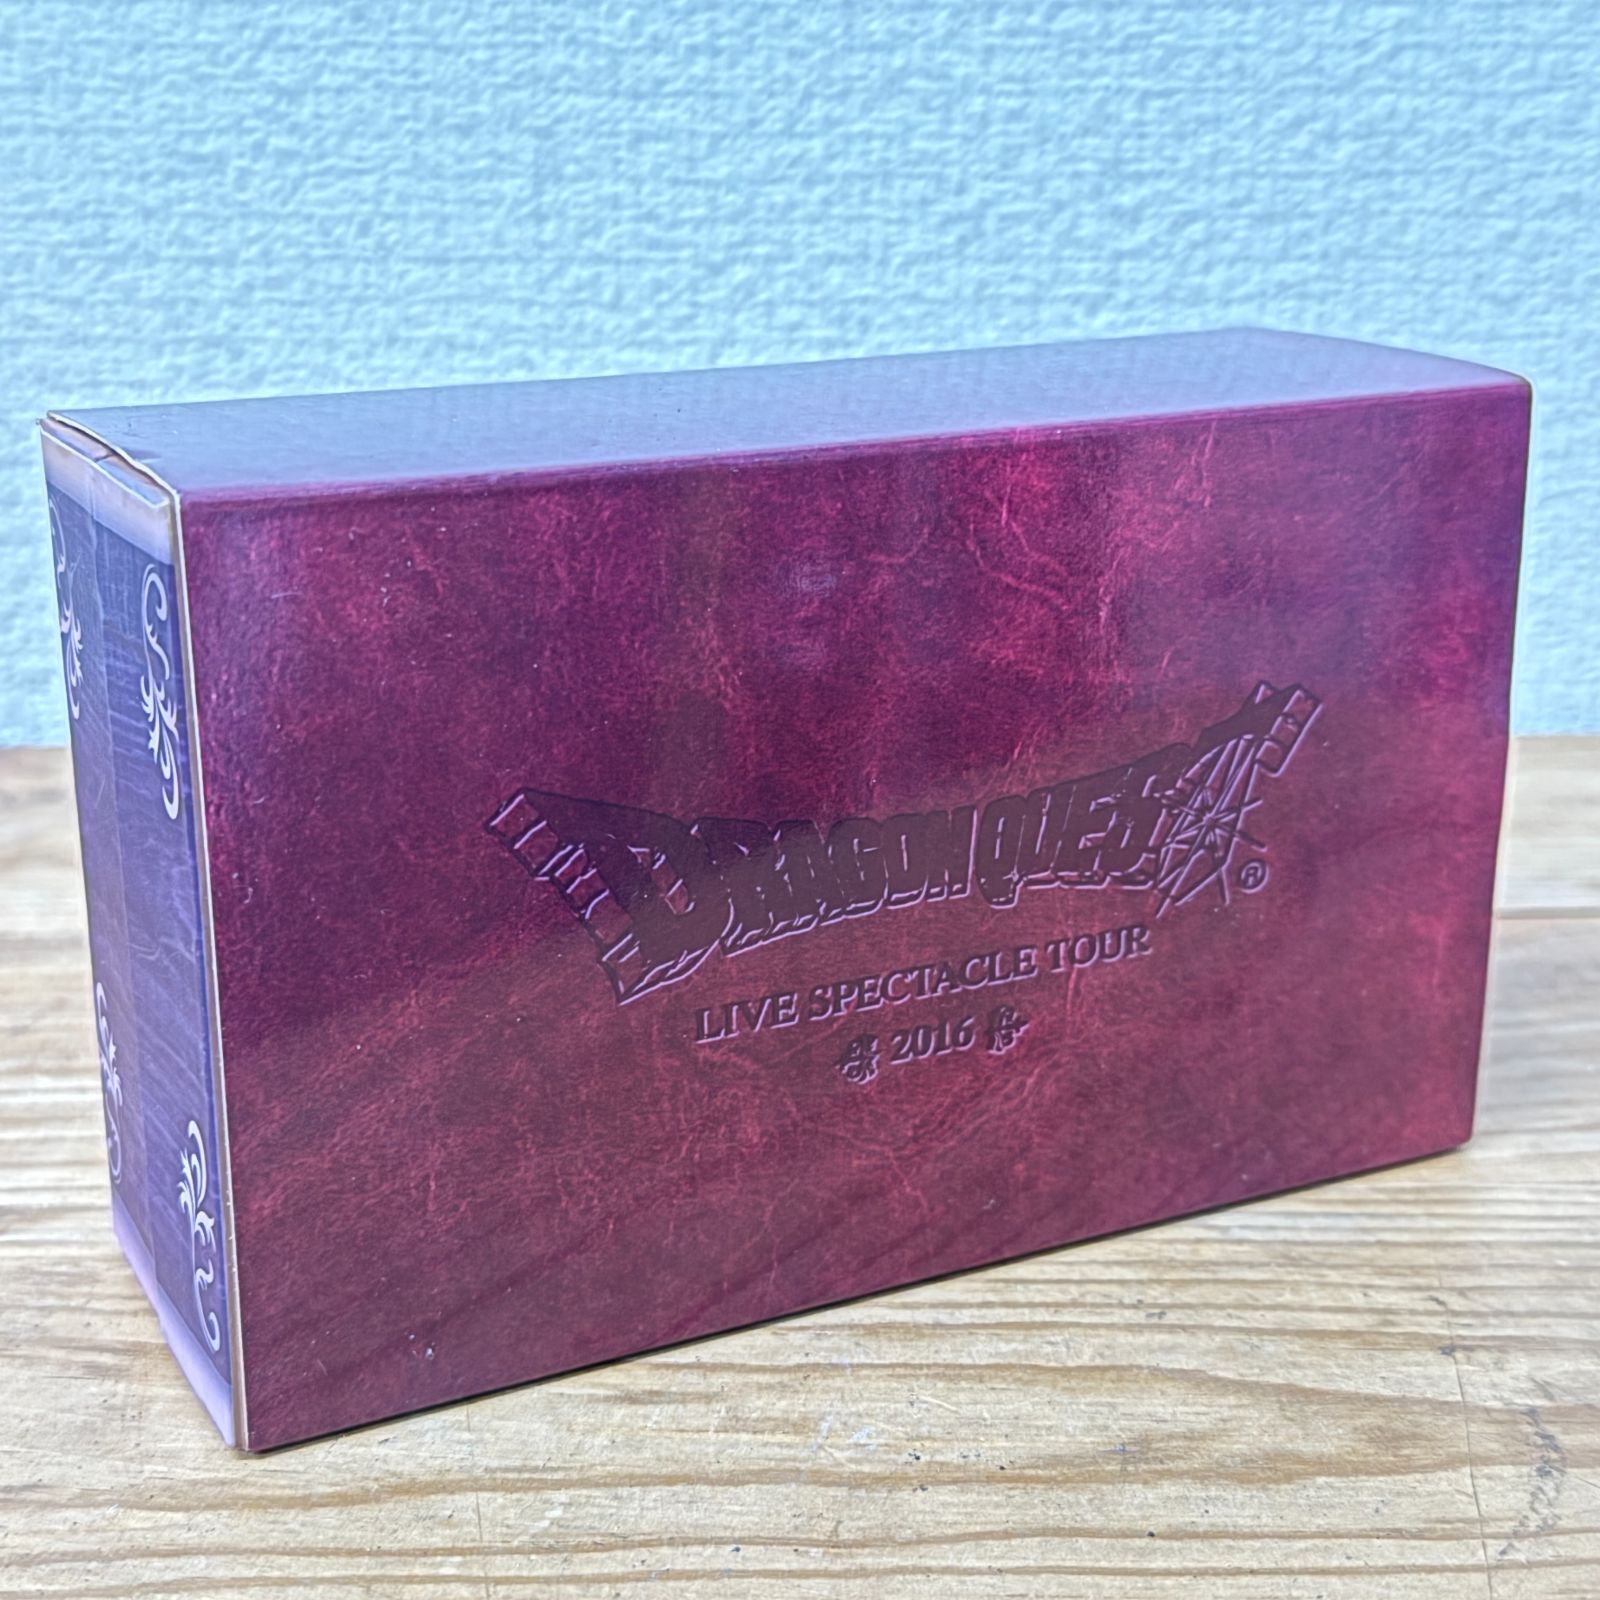 DRAGON QUEST ®
LIVE SPECTACLE TOUR
2016